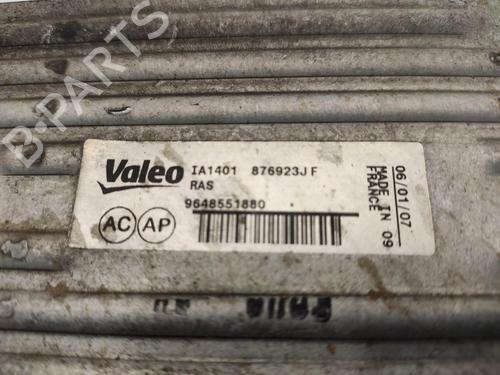 B-PARTS
Valeo
IA1401 876923J F
RAS
9648551880
AC AP
06/01/07
MADE IN 09
FRANCE